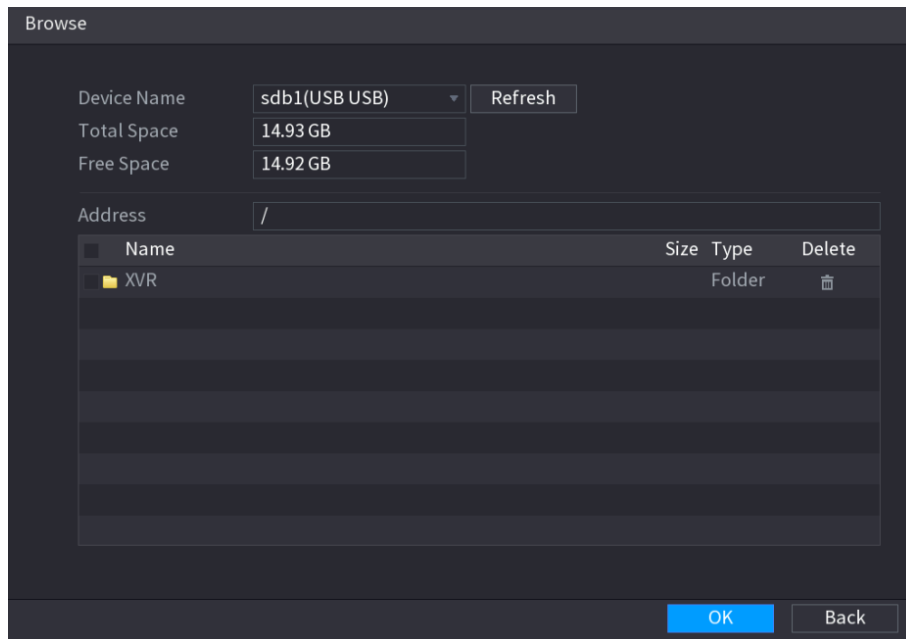 Browse
Device Name sdb1(USB USB) Refresh
Total Space 14.93 GB
Free Space 14.92 GB
Address /
Name Size Type Delete
XVR Folder
OK Back